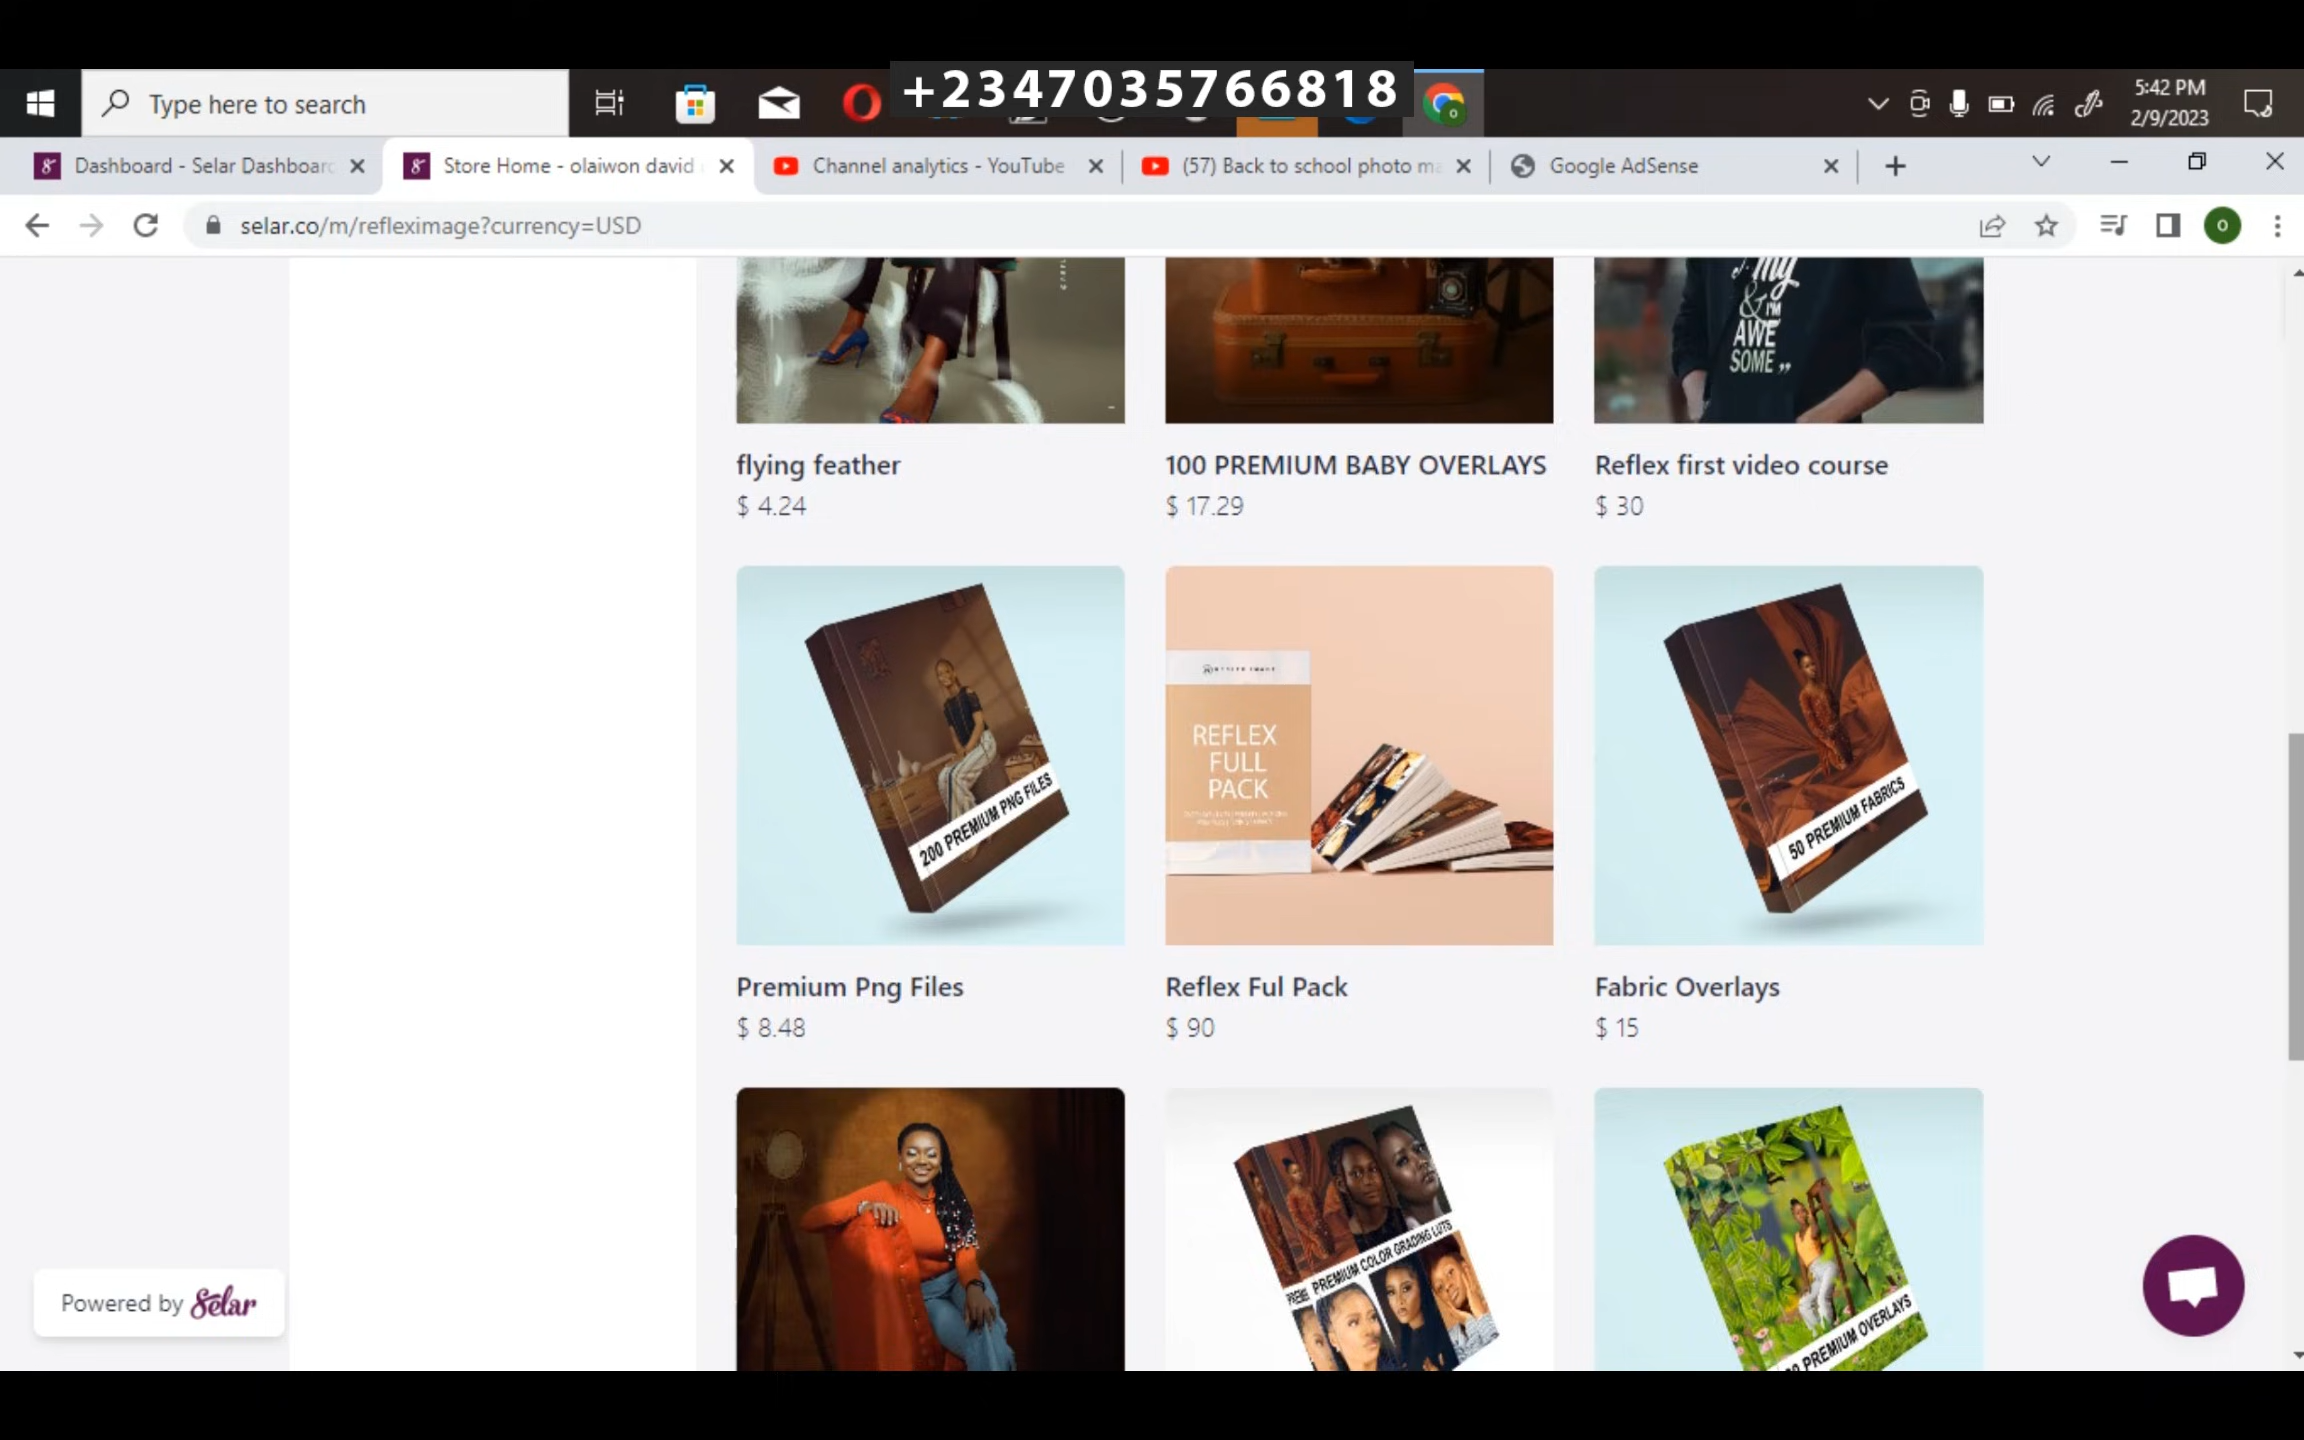 +2347035766818
Type here to search
5:42 PM
2/9/2023
Dashboard - Selar Dashboard
Store Home - olaiwon david
Channel analytics - YouTube
(57) Back to school photo ma
Google AdSense
selar.co/m/refleximage?currency=USD
my
& I'M
AWE
SOME „
flying feather
$ 4.24
100 PREMIUM BABY OVERLAYS
$ 17.29
Reflex first video course
$ 30
200 PREMIUM PNG FILES
REFLEX
FULL
PACK
50 PREMIUM FABRICS
Premium Png Files
$ 8.48
Reflex Ful Pack
$ 90
Fabric Overlays
$ 15
PREMIUM COLOR GRADING LUTS
PREMIUM OVERLAYS
Powered by Selar